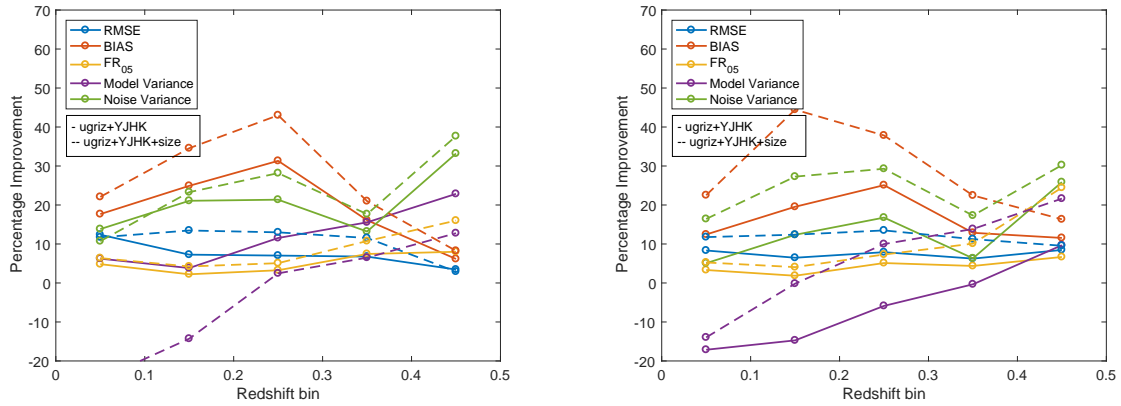 70
60
50
40
30
20
10
0
-10
-20
Percentage Improvement
RMSE
BIAS
FR05
Model Variance
Noise Variance
- ugriz+YJHK
-- ugriz+YJHK+size
0
0.1
0.2
0.3
0.4
0.5
Redshift bin
70
60
50
40
30
20
10
0
-10
-20
Percentage Improvement
RMSE
BIAS
FR05
Model Variance
Noise Variance
- ugriz+YJHK
-- ugriz+YJHK+size
0
0.1
0.2
0.3
0.4
0.5
Redshift bin